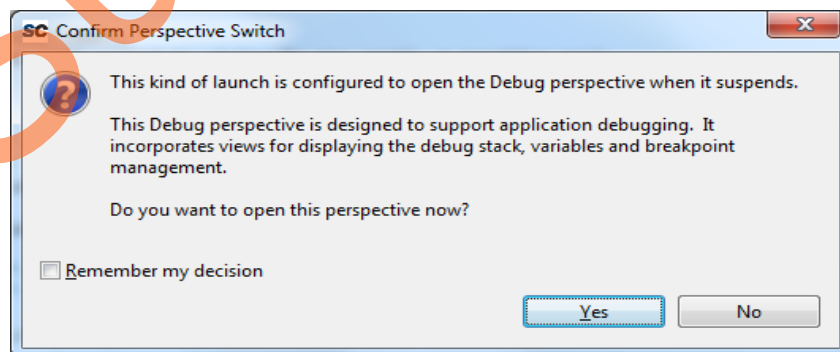 SC Confirm Perspective Switch
This kind of launch is configured to open the Debug perspective when it suspends.
This Debug perspective is designed to support application debugging. It
incorporates views for displaying the debug stack, variables and breakpoint
management.
Do you want to open this perspective now?
Remember my decision
Yes No